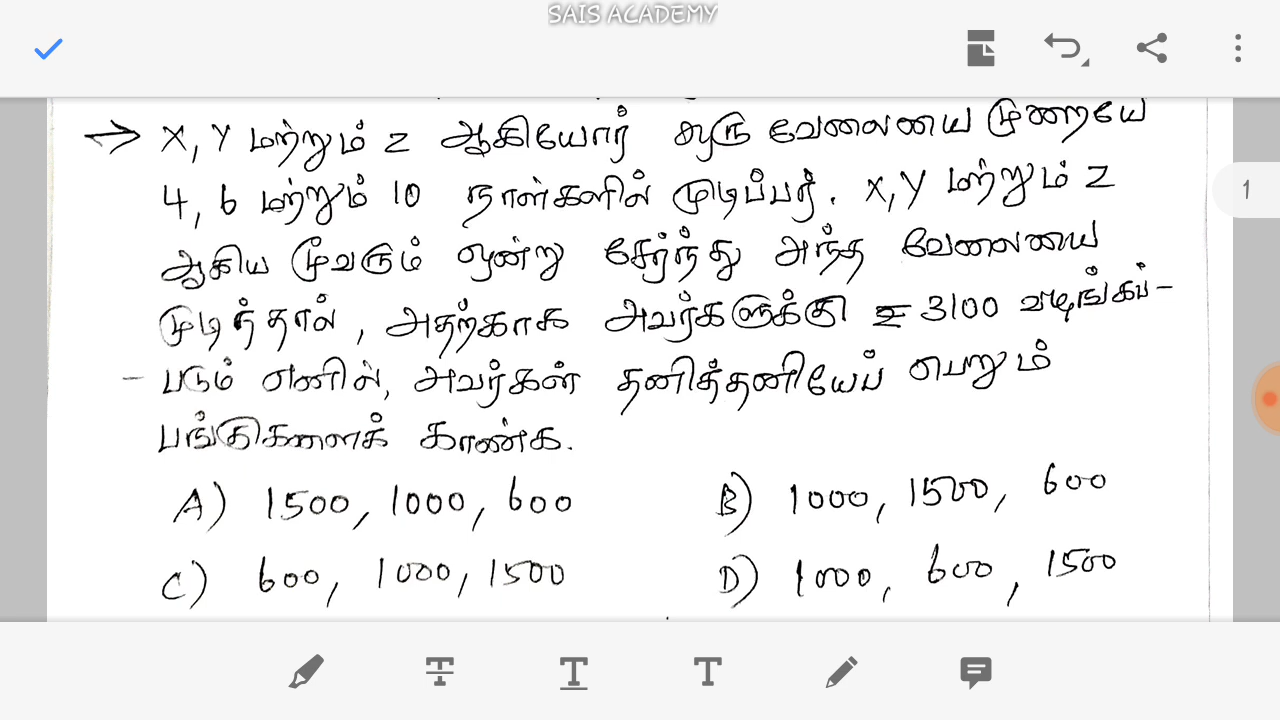 SAIS ACADEMY
→ X, Y மற்றும் Z ஆகியோர் ஒரு வேலையை முறையே
1
4, 6 மற்றும் 10 நாள்களில் முடிப்பர். X, Y மற்றும் Z
ஆகிய மூவரும் ஒன்று சேர்ந்து அந்த வேலையை
முடித்தால், அதற்காக அவர்களுக்கு ₹ 3100 வழங்கப்-
- படும் எனில், அவர்கள் தனித்தனியேப் பெறும்
பங்குகளைக் காண்க.
A) 1500, 1000, 600 B) 1000, 1500, 600
C) 600, 1000, 1500 D) 1000, 600, 1500